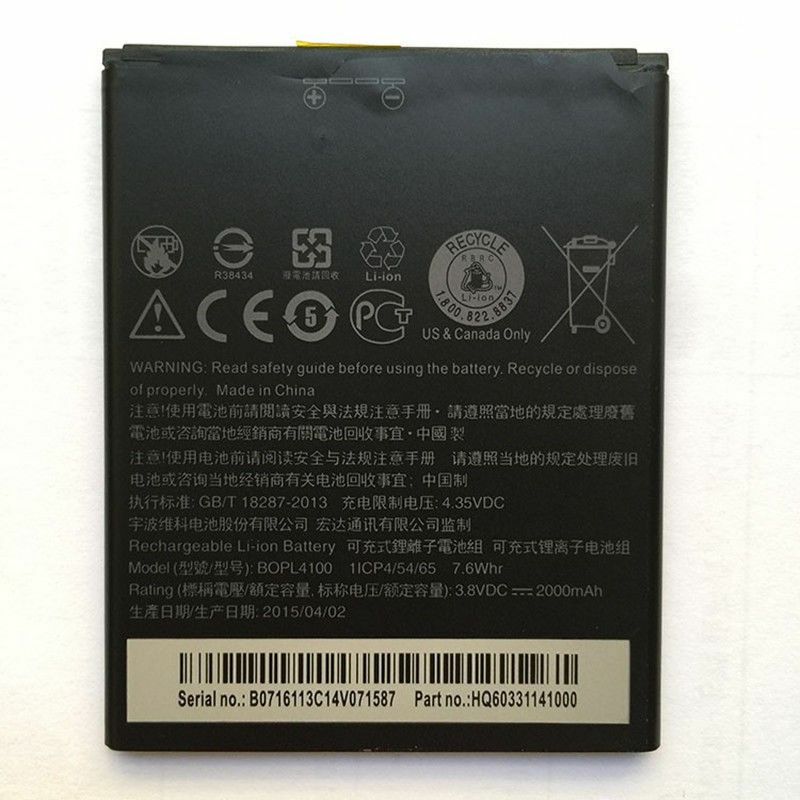 R38434
廢電池請回收
Li-ion
RECYCLE
RBRC
Li-ion
1.800.822.8837
US & Canada Only
CE
5
WARNING: Read safety guide before using the battery. Recycle or dispose
of properly. Made in China
注意!使用電池前請閱讀安全與法規注意手冊・請遵照當地的規定處理廢舊
電池或咨詢當地經銷商有關電池回收事宜・中國 製
注意!使用电池前请阅读安全与法规注意手册 请遵照当地的规定处理废旧
电池或咨询当地经销商有关电池回收事宜, 中国制
执行标准: GB/T 18287-2013 充电限制电压: 4.35VDC
宇波维科电池股份有限公司 宏达通讯有限公司监制
Rechargeable Li-ion Battery 可充式鋰離子電池組 可充式锂离子电池组
Model (型號/型号): BOPL4100 1ICP4/54/65 7.6Whr
Rating (標稱電壓/額定容量, 标称电压/额定容量): 3.8VDC ⎓ 2000mAh
生產日期/生产日期: 2015/04/02
Serial no.: B0716113C14V071587 Part no.:HQ60331141000